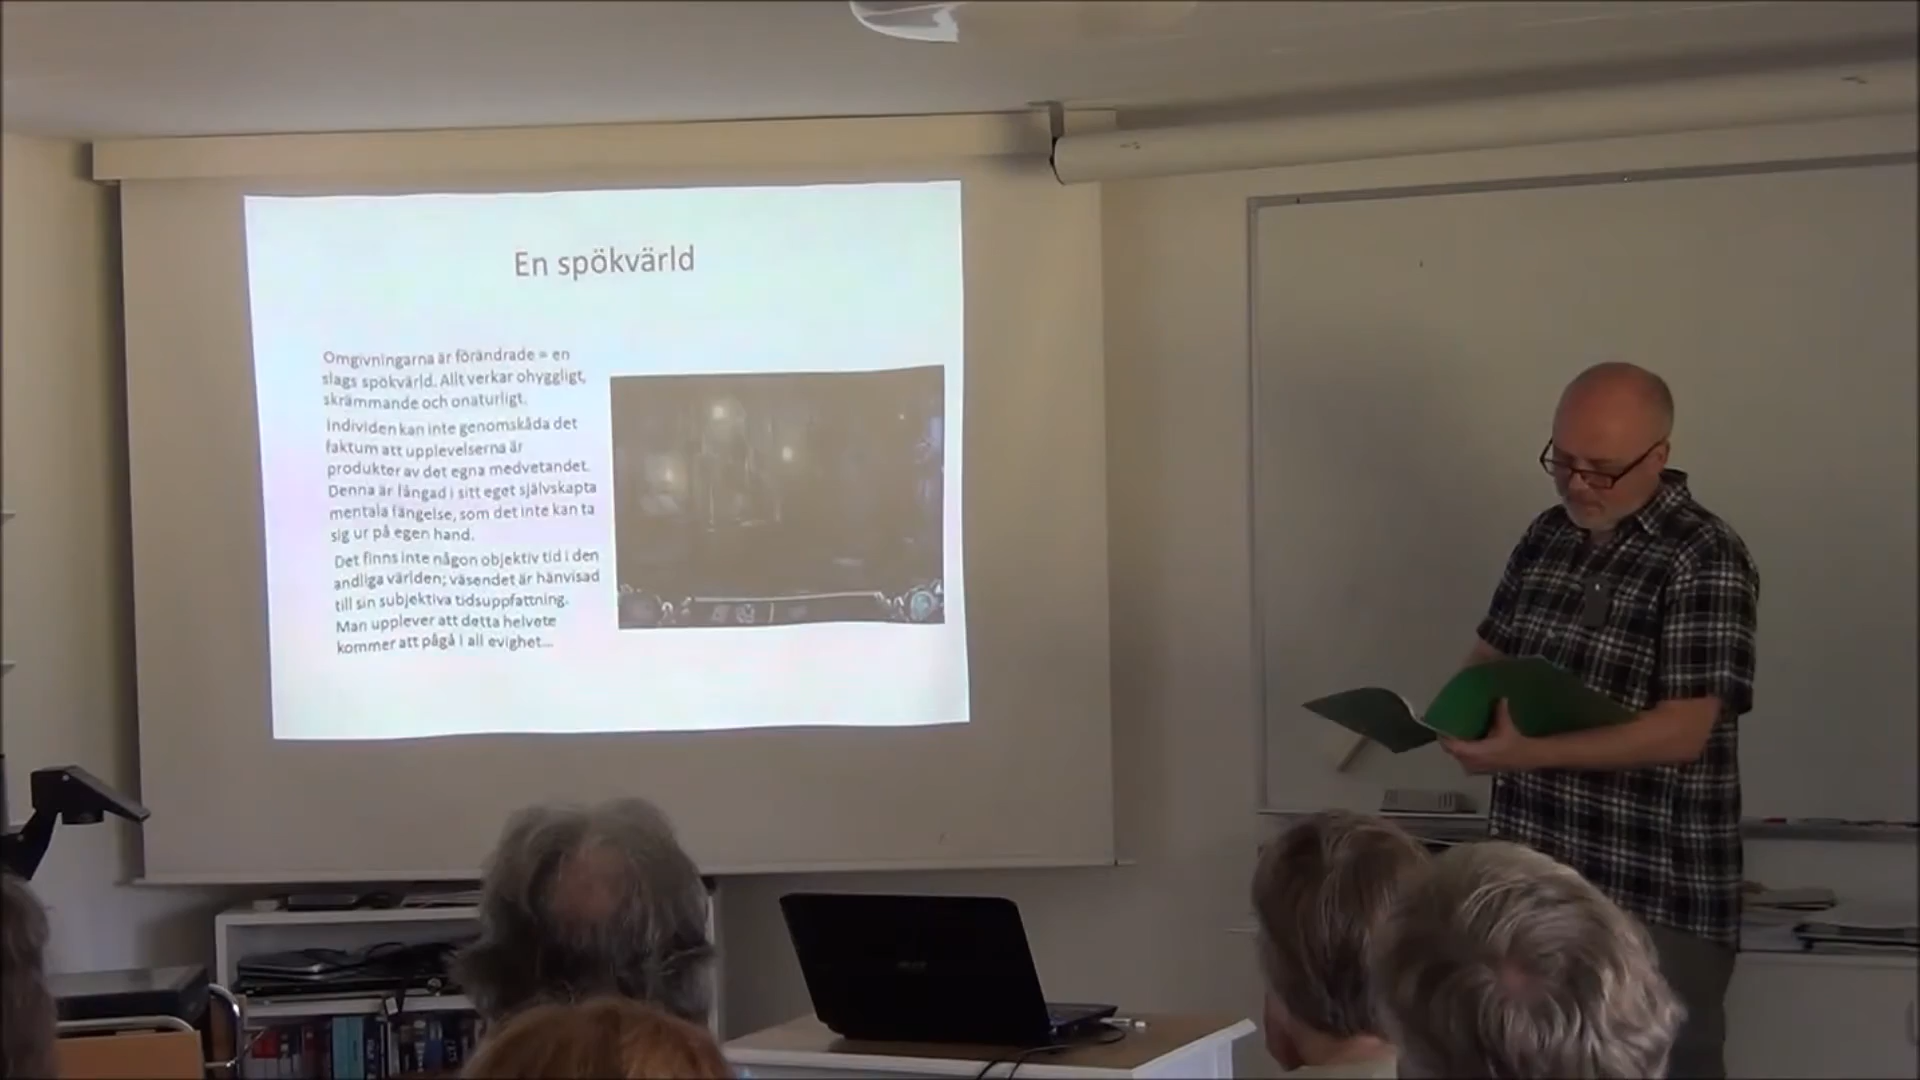 En spökvärld
Omgivningarna är förändrade = en
slags spökvärld. Allt verkar ohyggligt,
skrämmande och onaturligt.
Individen kan inte genomskåda det
faktum att upplevelserna är
produkter av det egna medvetandet.
Denna är fångad i sitt eget självskapta
mentala fängelse, som det inte kan ta
sig ur på egen hand.
Det finns inte någon objektiv tid i den
andliga världen; väsendet är hänvisad
till sin subjektiva tidsuppfattning.
Man upplever att detta helvete
kommer att pågå i all evighet...